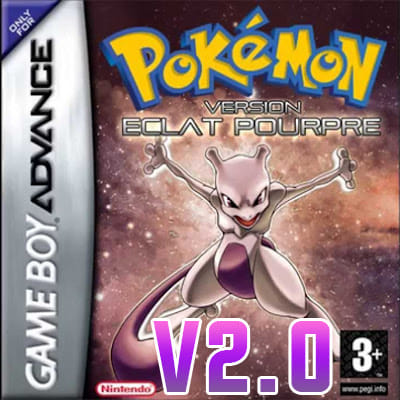 ONLY
FOR
GAME BOY ADVANCE
POKéMON
VERSION
ECLAT POURPRE
V2.0
Nintendo
3+
www.pegi.info